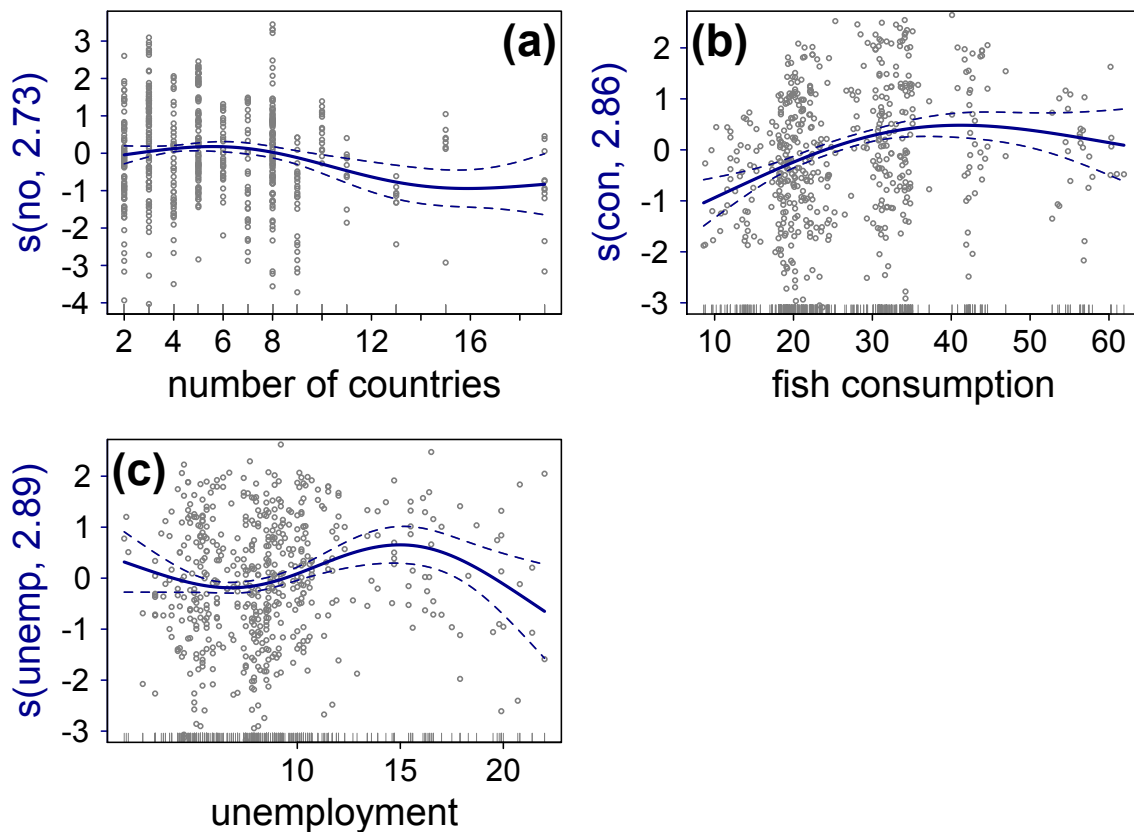 (a)
s(no, 2.73)
3
2
1
0
-1
-2
-3
-4
2 4 6 8 12 16
number of countries
(b)
s(con, 2.86)
2
1
0
-1
-2
-3
10 20 30 40 50 60
fish consumption
(c)
s(unemp, 2.89)
2
1
0
-1
-2
-3
10 15 20
unemployment